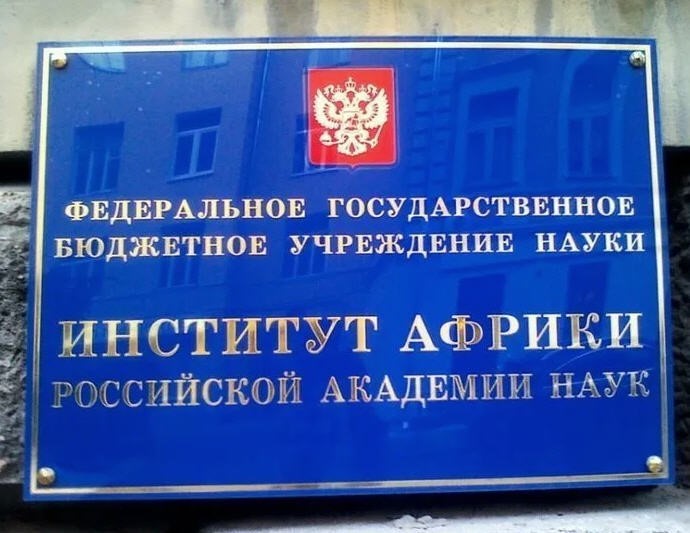 ФЕДЕРАЛЬНОЕ ГОСУДАРСТВЕННОЕ
БЮДЖЕТНОЕ УЧРЕЖДЕНИЕ НАУКИ
ИНСТИТУТ АФРИКИ
РОССИЙСКОЙ АКАДЕМИИ НАУК